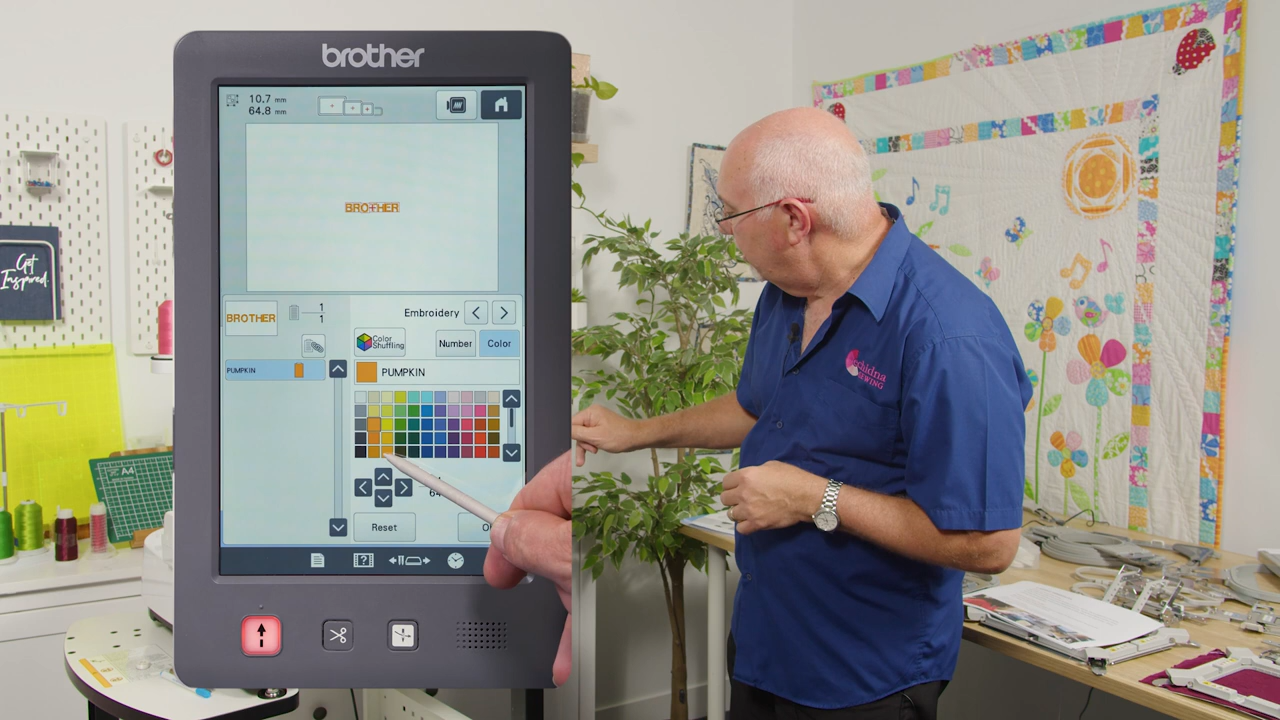 brother
10.7 mm
64.8 mm
BROTHER
BROTHER
1
1
Embroidery
Color Shuffling
Number
Color
PUMPKIN
PUMPKIN
Reset
Get
Inspired.
A4
SEWING